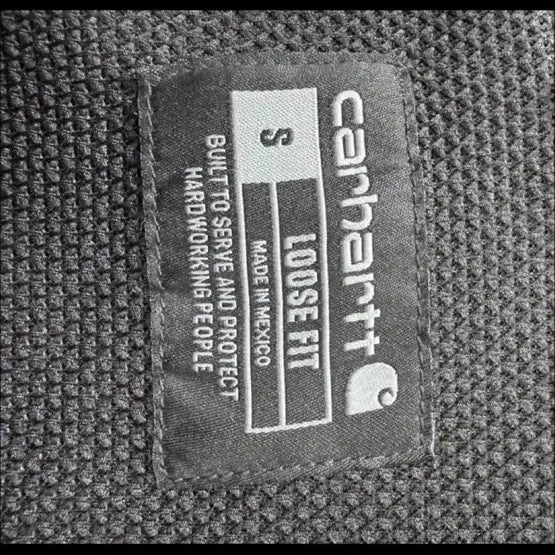 carhartt
S
LOOSE FIT
MADE IN MEXICO
BUILT TO SERVE AND PROTECT
HARDWORKING PEOPLE